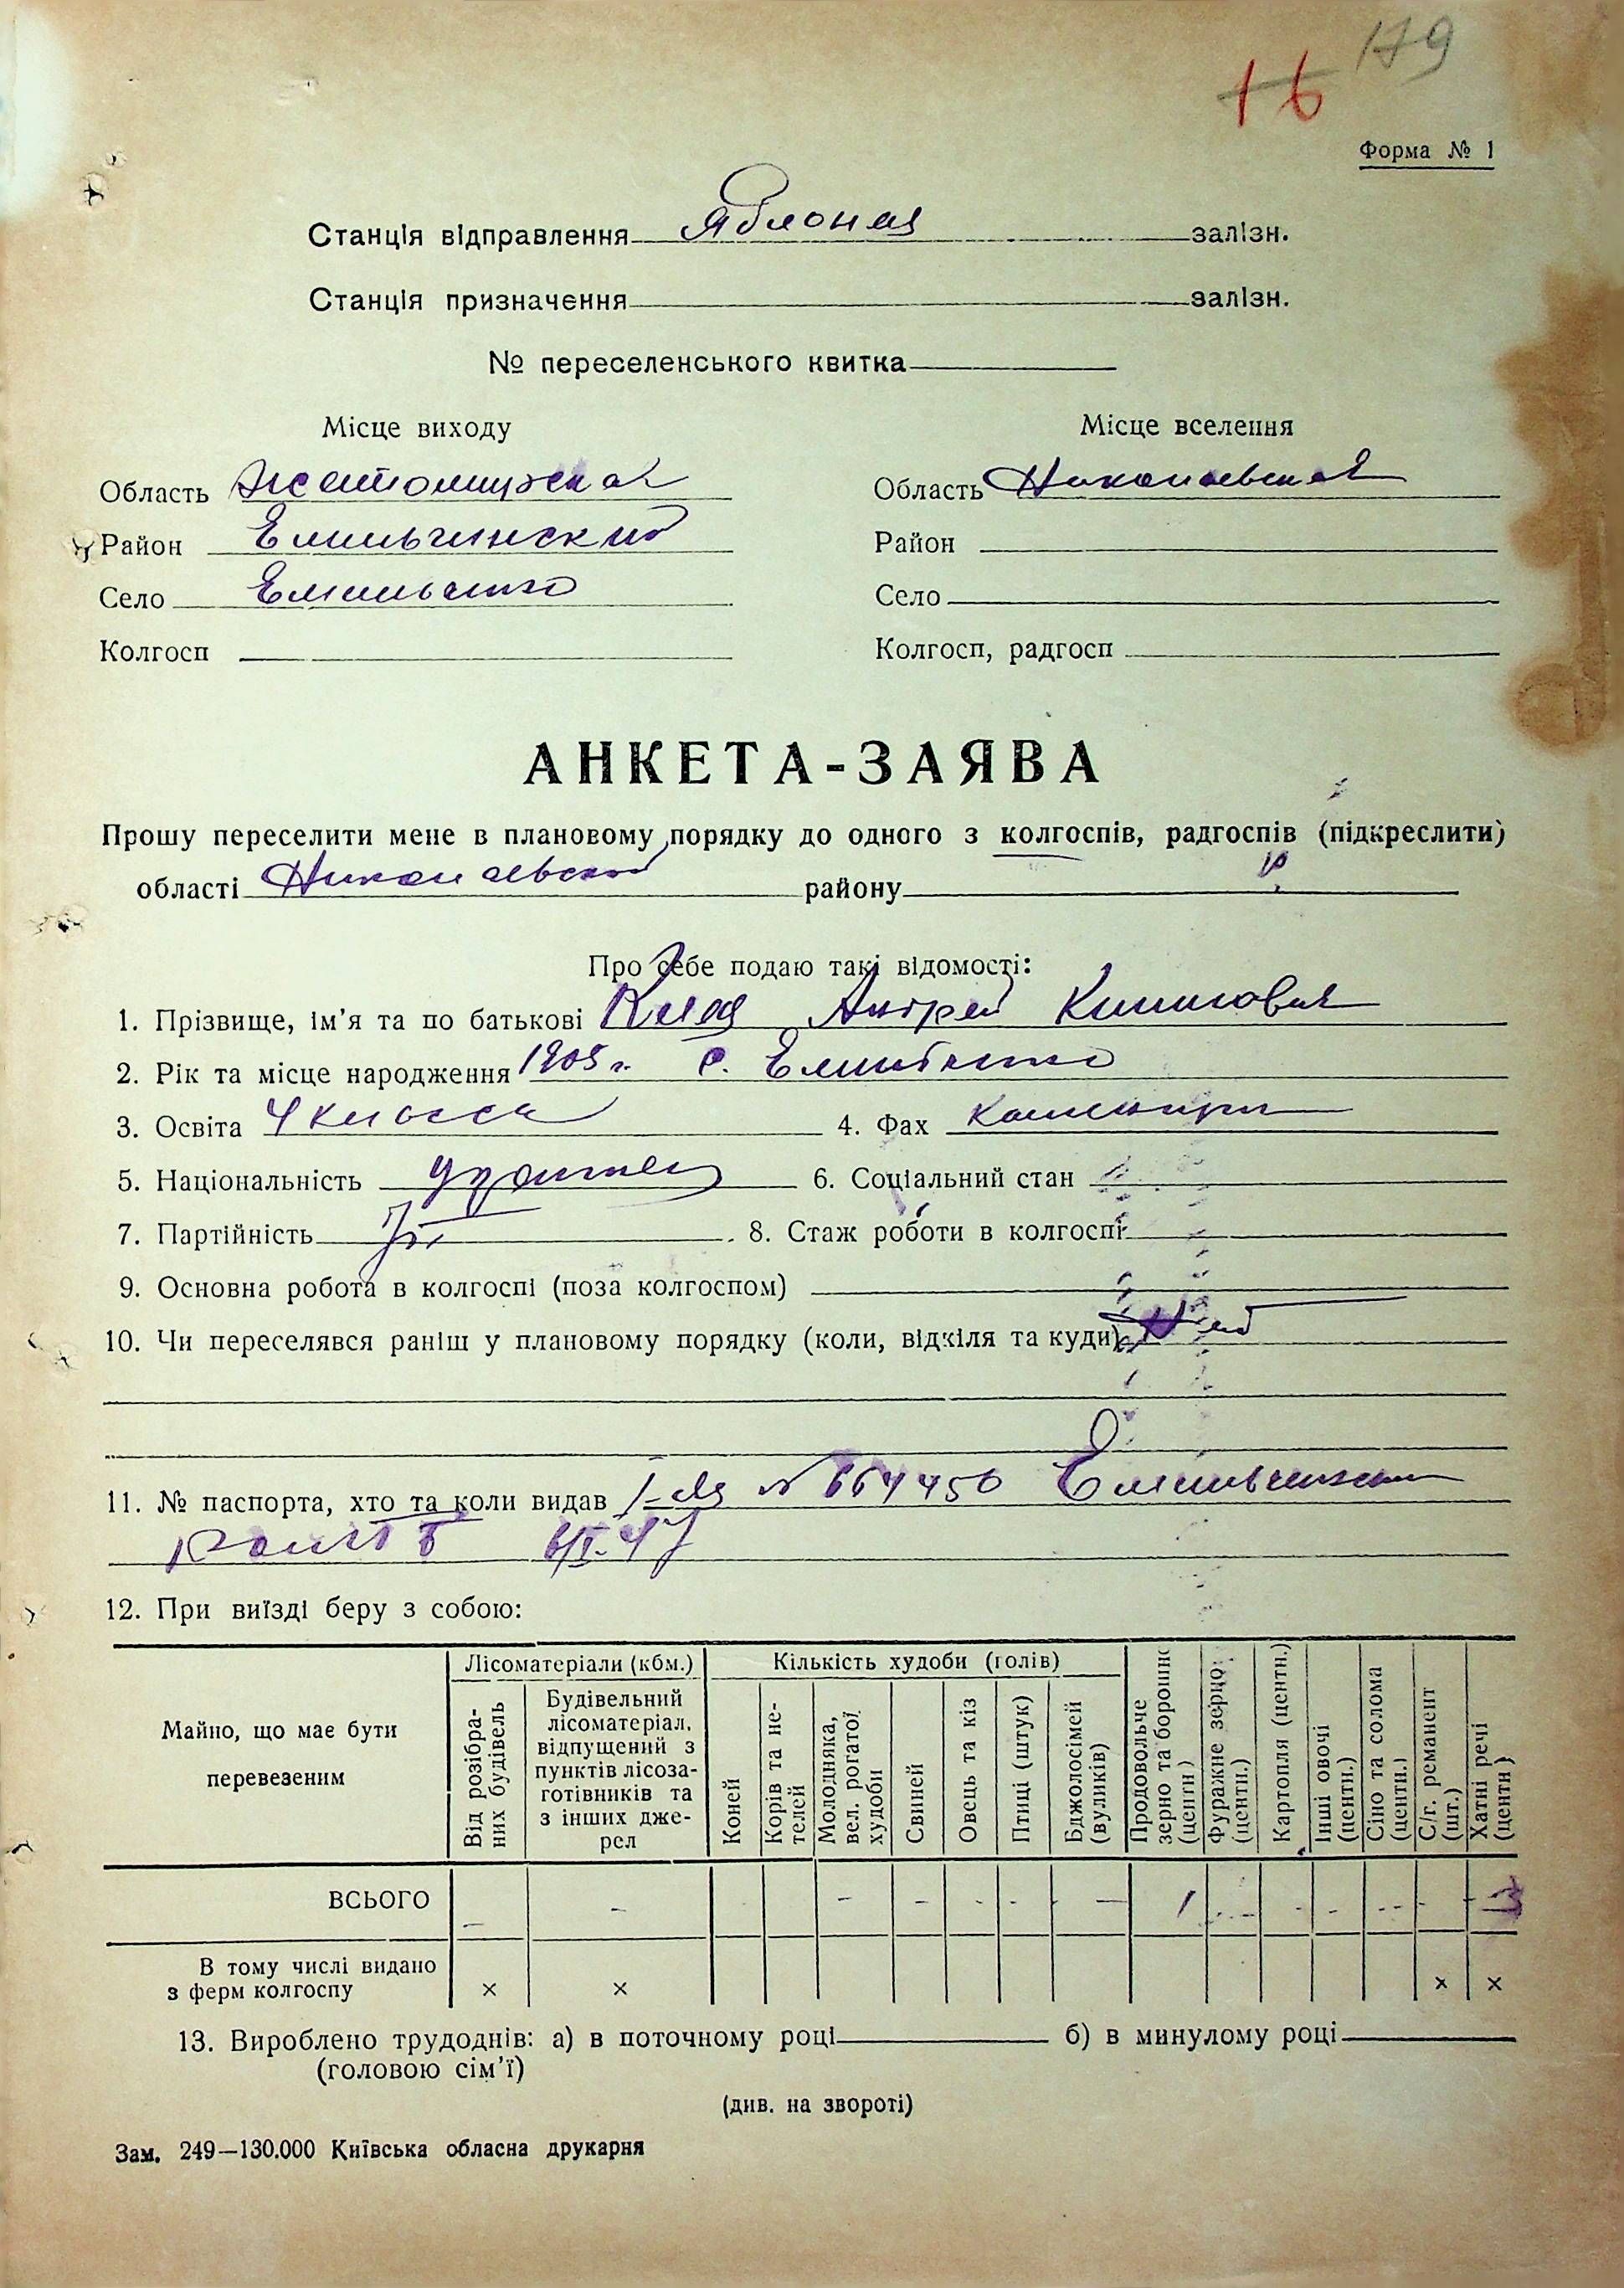 179
16
Форма № 1
Станція відправлення Яблоная залізн.
Станція призначення залізн.
№ переселенського квитка
Місце виходу Місце вселення
Область Житомирская Область Николаевская
Район Емильчинский Район
Село Емильчино Село
Колгосп Колгосп, радгосп
АНКЕТА-ЗАЯВА
Прошу переселити мене в плановому порядку до одного з колгоспів, радгоспів (підкреслити)
області Николаевской району
Про себе подаю такі відомості:
1. Прізвище, ім'я та по батькові Андрей Климович
2. Рік та місце народження 1905 г. с. Емильчино
3. Освіта 4 класса 4. Фах
5. Національність украинец 6. Соціальний стан
7. Партійність б/п 8. Стаж роботи в колгоспі
9. Основна робота в колгоспі (поза колгоспом)
10. Чи переселявся раніш у плановому порядку (коли, відкіля та куди) Нет
11. № паспорта, хто та коли видав № 664450 Емильчинским
6/V-47
12. При виїзді беру з собою:
Майно, що має бути перевезеним
Лісоматеріали (кбм.)
Від розібраних будівель
Будівельний лісоматеріал, відпущений з пунктів лісозаготівників та з інших джерел
Кількість худоби (голів)
Коней
Корів та нетелей
Молодняка, вел. рогатої худоби
Свиней
Овець та кіз
Птиці (штук)
Бджолосімей (вуликів)
Продовольче зерно та борошно (центн.)
Фуражне зерно (центн.)
Картопля (центн.)
Інші овочі (центн.)
Сіно та солома (центн.)
С/г. реманент (шт.)
Хатні речі (центн.)
ВСЬОГО – – – – – – – 1 – – – – – 3
В тому числі видано з ферм колгоспу × × × ×
13. Вироблено трудоднів: а) в поточному році б) в минулому році
(головою сім'ї)
(див. на звороті)
Зам. 249—130.000 Київська обласна друкарня